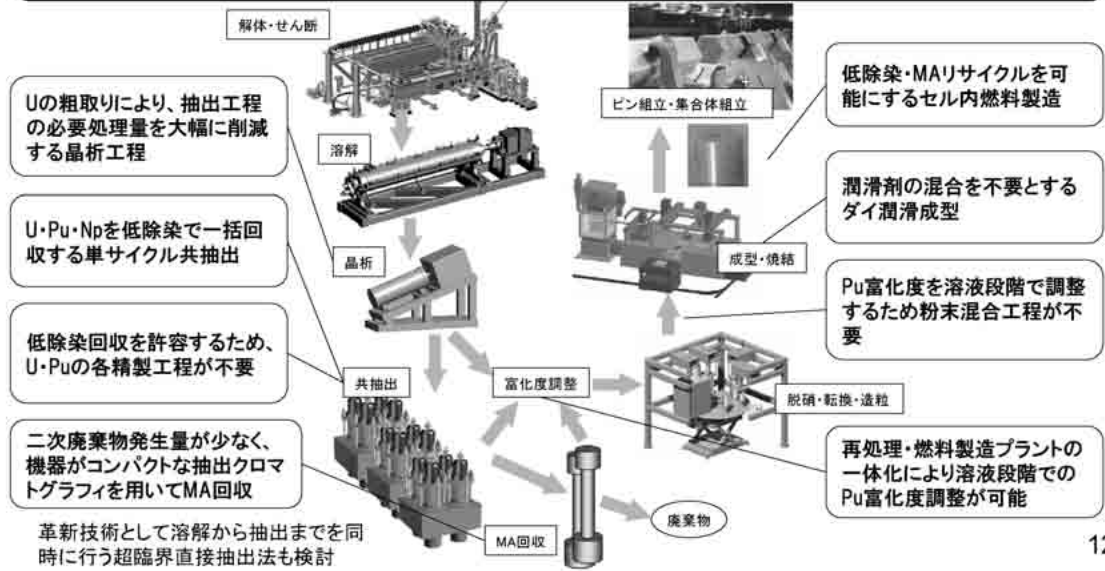 解体・せん断
Uの粗取りにより、抽出工程
の必要処理量を大幅に削減
する晶析工程
溶解
U・Pu・Npを低除染で一括回
収する単サイクル共抽出
晶析
低除染回収を許容するため、
U・Puの各精製工程が不要
共抽出
二次廃棄物発生量が少なく、
機器がコンパクトな抽出クロマ
トグラフィを用いてMA回収
MA回収
革新技術として溶解から抽出までを同
時に行う超臨界直接抽出法も検討
富化度調整
廃棄物
ピン組立・集合体組立
低除染・MAリサイクルを可
能にするセル内燃料製造
潤滑剤の混合を不要とする
ダイ潤滑成型
成型・焼結
Pu富化度を溶液段階で調整
するため粉末混合工程が不
要
脱硝・転換・造粒
再処理・燃料製造プラントの
一体化により溶液段階での
Pu富化度調整が可能